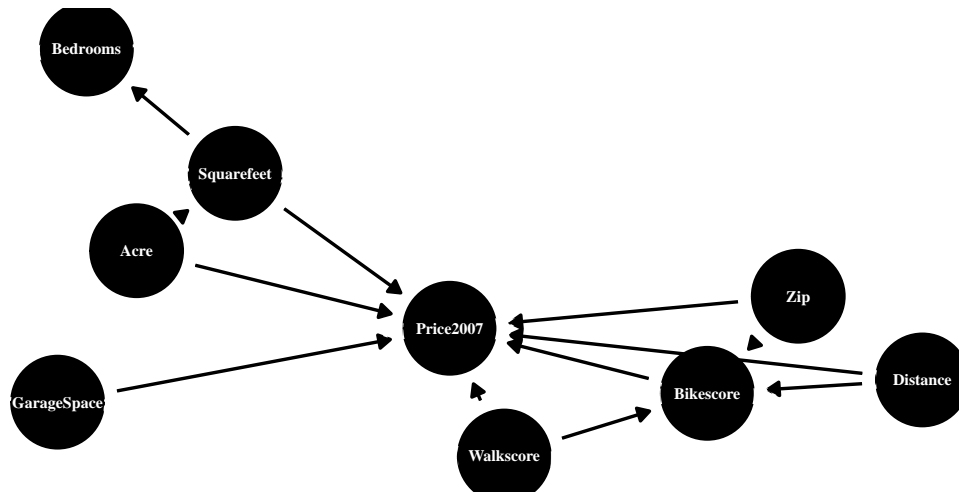 Bedrooms
Squarefeet
Acre
Zip
Price2007
Distance
Bikescore
GarageSpace
Walkscore